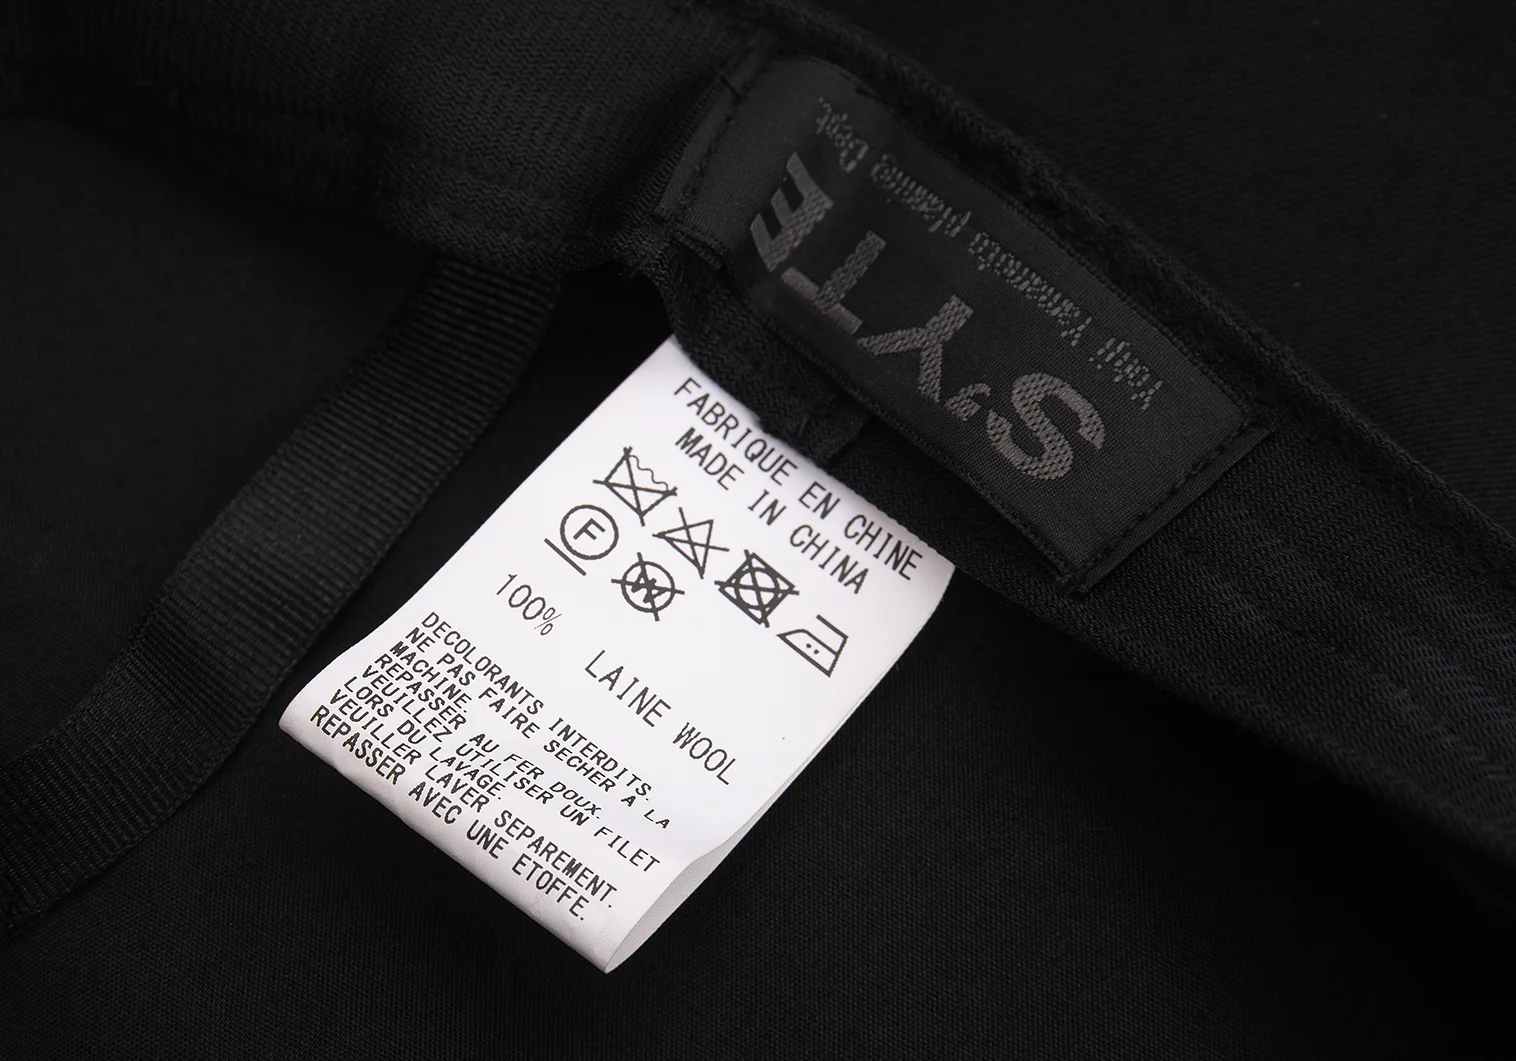 S'YTE
Yohji Yamamoto planning Dept.
FABRIQUE EN CHINE
MADE IN CHINA
F
W
100% LAINE WOOL
DECOLORANTS INTERDITS.
NE PAS FAIRE SECHER A LA
MACHINE.
REPASSER AU FER DOUX.
VEUILLEZ UTILISER UN FILET
LORS DU LAVAGE.
VEUILLER LAVER SEPAREMENT.
REPASSER AVEC UNE ETOFFE.